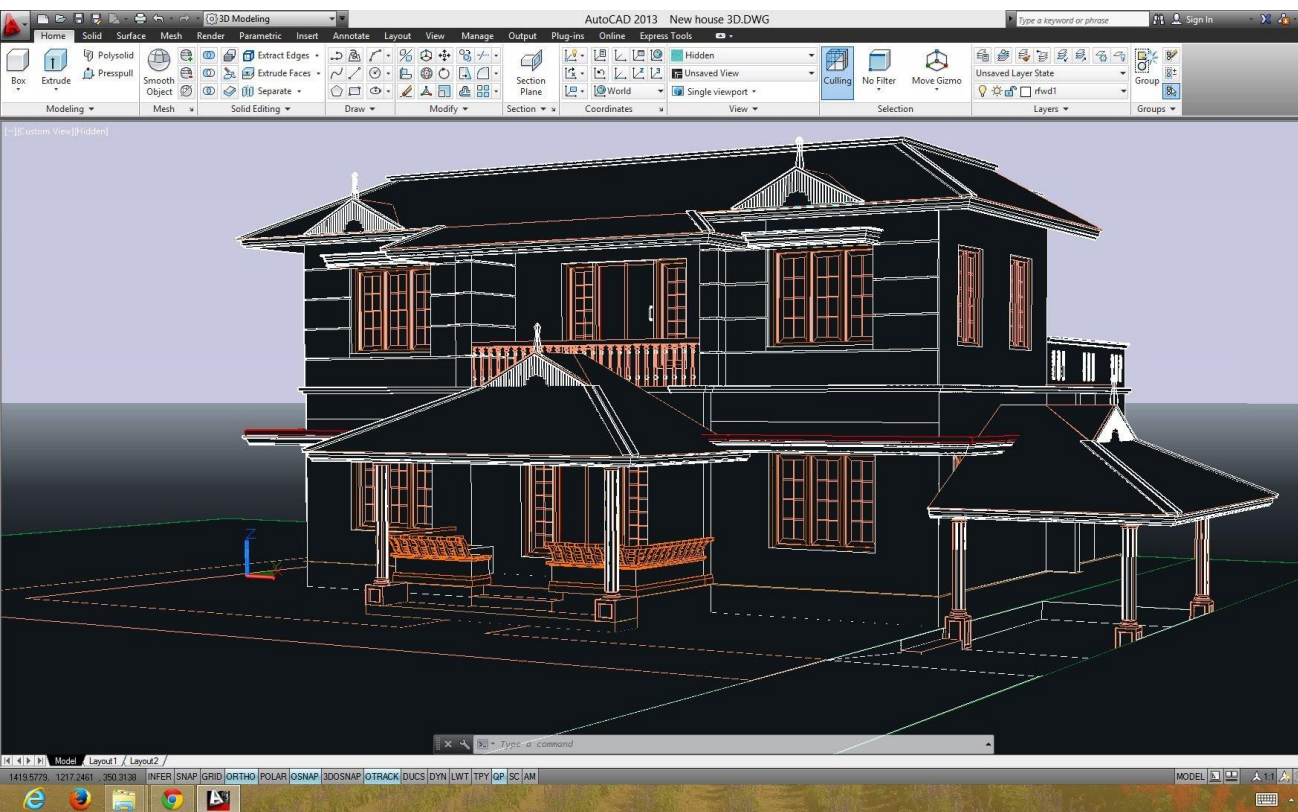 3D Modeling
AutoCAD 2013 New house 3D.DWG
Type a keyword or phrase
Sign In
Home Solid Surface Mesh Render Parametric Insert Annotate Layout View Manage Output Plug-ins Online Express Tools
Box
Extrude
Polysolid
Presspull
Smooth
Object
Extract Edges
Extrude Faces
Separate
Section
Plane
World
Hidden
Unsaved View
Single viewport
Culling
No Filter
Move Gizmo
Unsaved Layer State
rfwd1
Group
Modeling Mesh Solid Editing Draw Modify Section Coordinates View Selection Layers Groups
[−][Custom View][Hidden]
Z
X
Type a command
Model Layout1 Layout2
1419.5779, 1217.2461 , 350.3138 INFER SNAP GRID ORTHO POLAR OSNAP 3DOSNAP OTRACK DUCS DYN LWT TPY QP SC AM MODEL 1:1